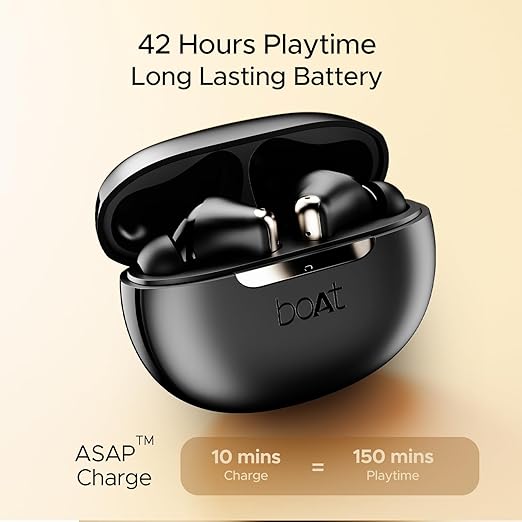 42 Hours Playtime
Long Lasting Battery
boAt
ASAP™
Charge
10 mins = 150 mins
Charge Playtime